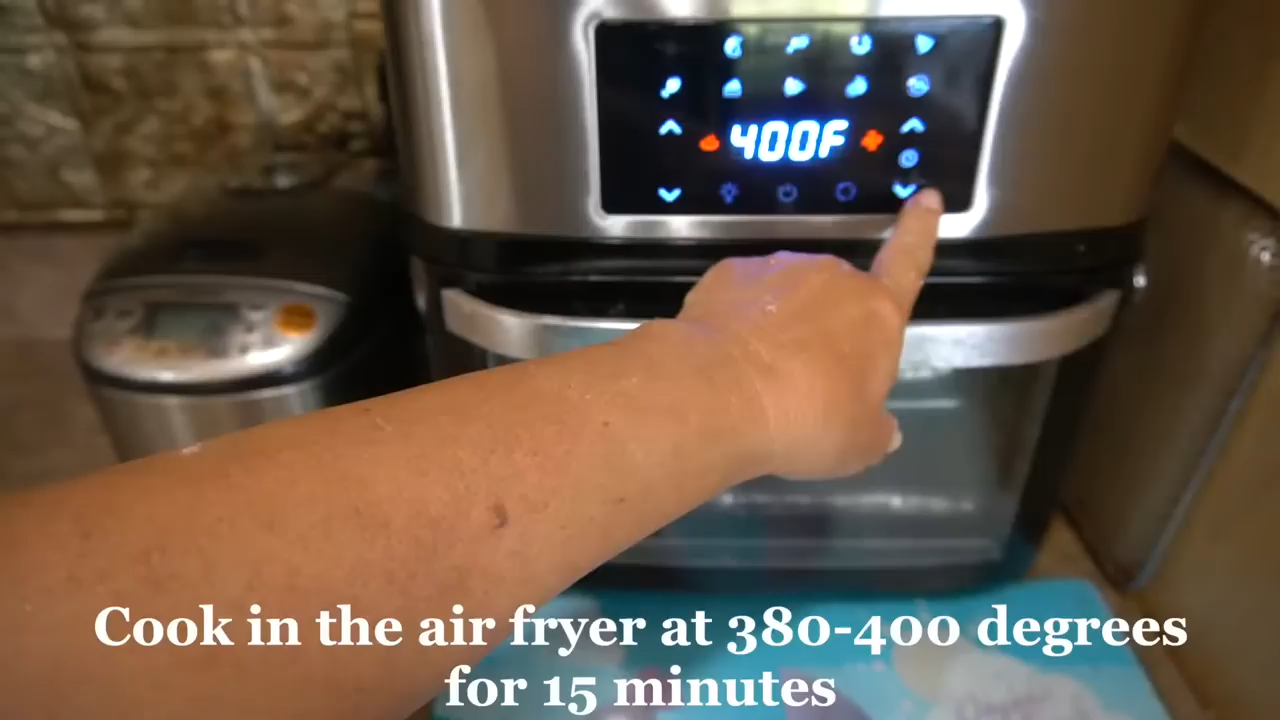 400F
Cook in the air fryer at 380-400 degrees
for 15 minutes